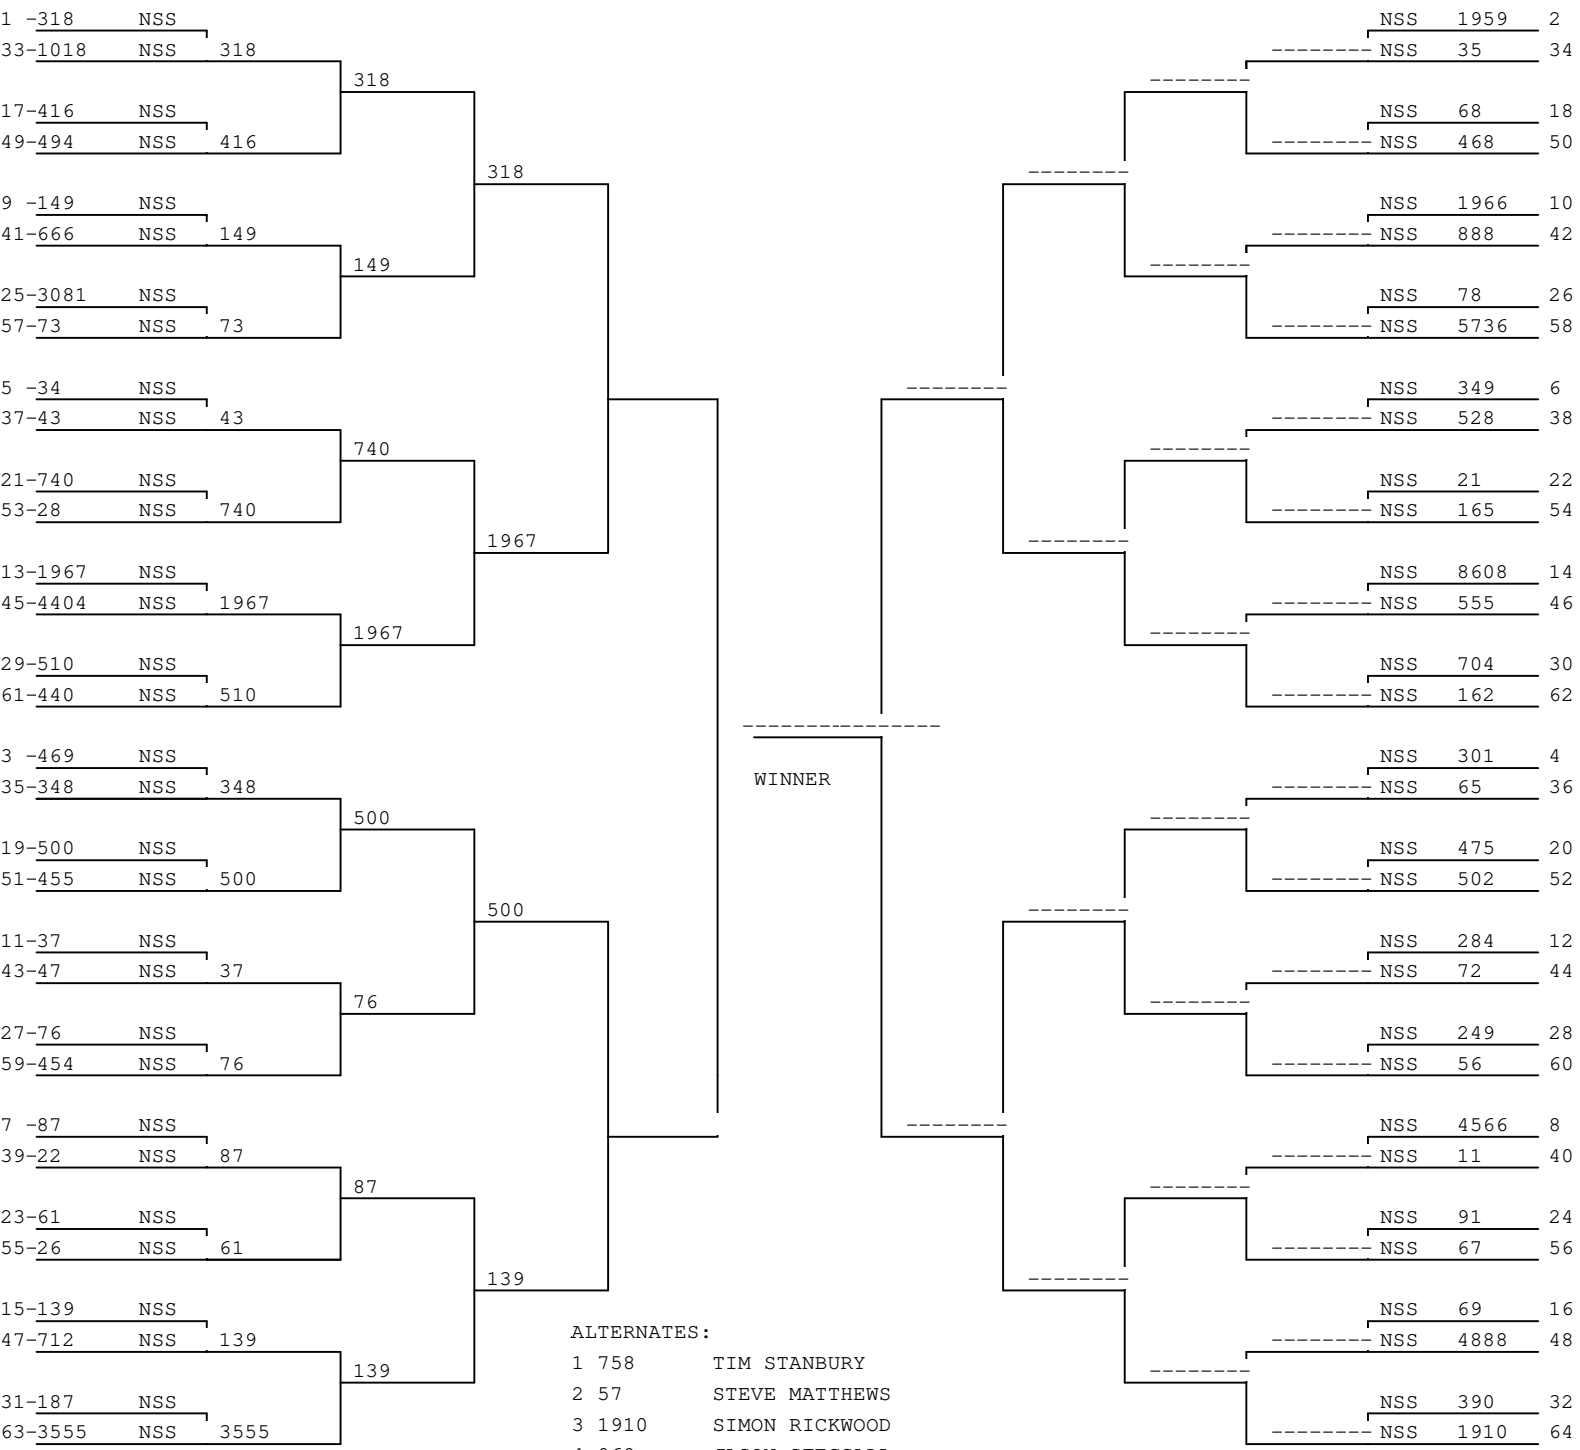 1 -318 NSS NSS 1959 2
33-1018 NSS 318 -------- NSS 35 34
318 --------
17-416 NSS NSS 68 18
49-494 NSS 416 -------- NSS 468 50
318 --------
9 -149 NSS NSS 1966 10
41-666 NSS 149 -------- NSS 888 42
149 --------
25-3081 NSS NSS 78 26
57-73 NSS 73 -------- NSS 5736 58
5 -34 NSS -------- NSS 349 6
37-43 NSS 43 -------- NSS 528 38
740 --------
21-740 NSS NSS 21 22
53-28 NSS 740 -------- NSS 165 54
1967 --------
13-1967 NSS NSS 8608 14
45-4404 NSS 1967 -------- NSS 555 46
1967 --------
29-510 NSS NSS 704 30
61-440 NSS 510 -------- NSS 162 62
----------------
3 -469 NSS NSS 301 4
WINNER
35-348 NSS 348 -------- NSS 65 36
500 --------
19-500 NSS NSS 475 20
51-455 NSS 500 -------- NSS 502 52
500 --------
11-37 NSS NSS 284 12
43-47 NSS 37 -------- NSS 72 44
76 --------
27-76 NSS NSS 249 28
59-454 NSS 76 -------- NSS 56 60
7 -87 NSS -------- NSS 4566 8
39-22 NSS 87 -------- NSS 11 40
87 --------
23-61 NSS NSS 91 24
55-26 NSS 61 -------- NSS 67 56
139 --------
15-139 NSS NSS 69 16
ALTERNATES:
47-712 NSS 139 -------- NSS 4888 48
1 758 TIM STANBURY
139 --------
2 57 STEVE MATTHEWS
31-187 NSS NSS 390 32
3 1910 SIMON RICKWOOD
63-3555 NSS 3555 -------- NSS 1910 64